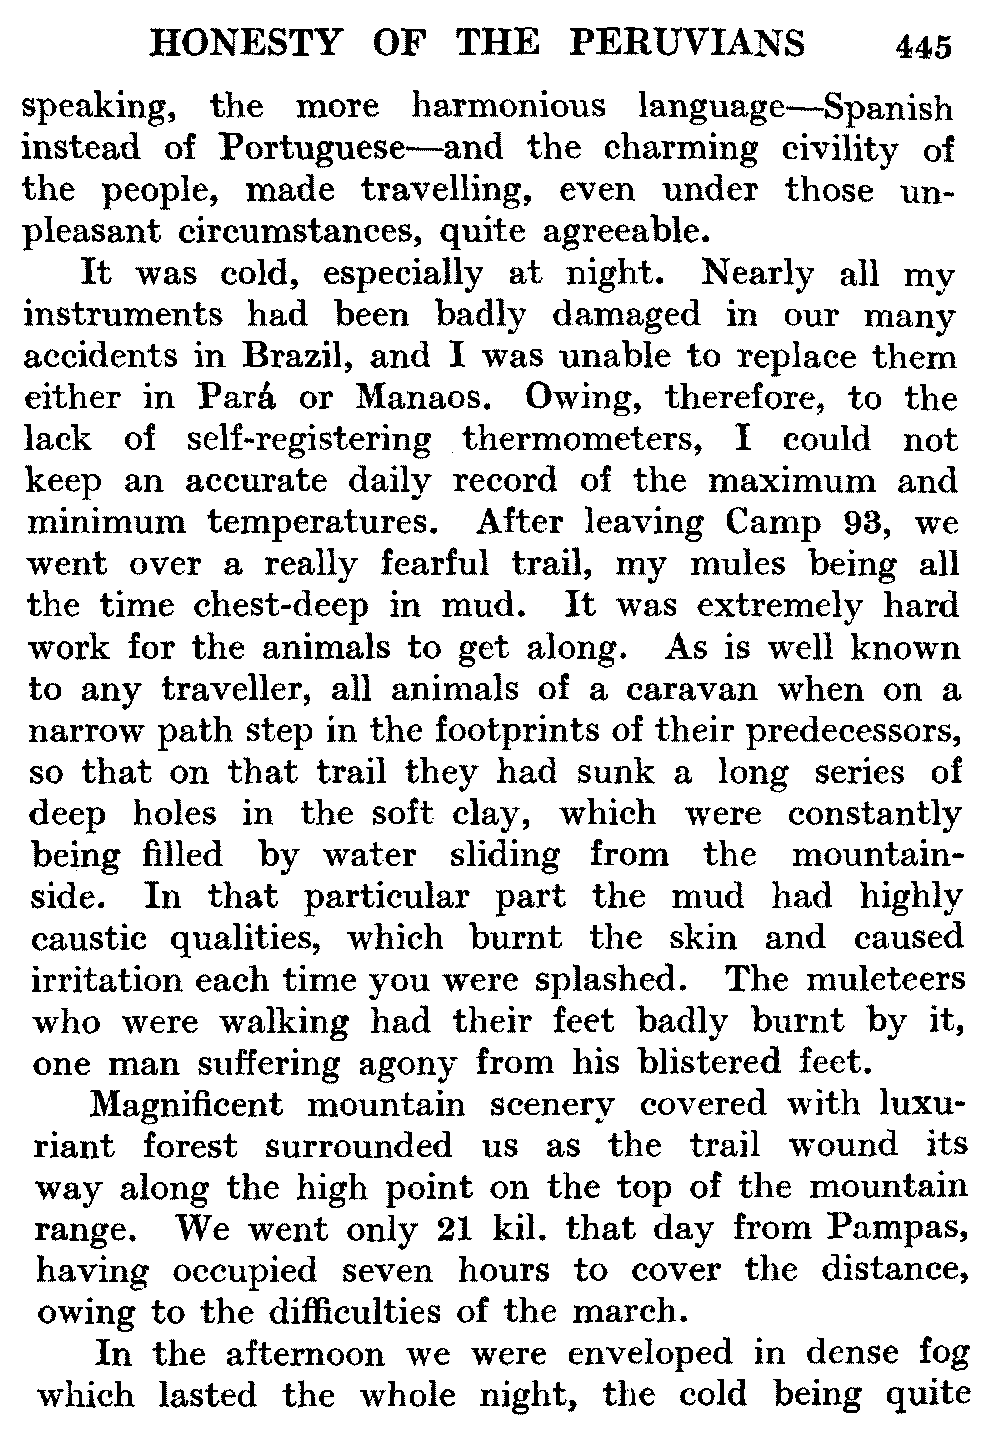 HONESTY OF THE PERUVIANS 445
speaking, the more harmonious language—Spanish
instead of Portuguese—and the charming civility of
the people, made travelling, even under those un-
pleasant circumstances, quite agreeable.
It was cold, especially at night. Nearly all my
instruments had been badly damaged in our many
accidents in Brazil, and I was unable to replace them
either in Pará or Manaos. Owing, therefore, to the
lack of self-registering thermometers, I could not
keep an accurate daily record of the maximum and
minimum temperatures. After leaving Camp 93, we
went over a really fearful trail, my mules being all
the time chest-deep in mud. It was extremely hard
work for the animals to get along. As is well known
to any traveller, all animals of a caravan when on a
narrow path step in the footprints of their predecessors,
so that on that trail they had sunk a long series of
deep holes in the soft clay, which were constantly
being filled by water sliding from the mountain-
side. In that particular part the mud had highly
caustic qualities, which burnt the skin and caused
irritation each time you were splashed. The muleteers
who were walking had their feet badly burnt by it,
one man suffering agony from his blistered feet.
Magnificent mountain scenery covered with luxu-
riant forest surrounded us as the trail wound its
way along the high point on the top of the mountain
range. We went only 21 kil. that day from Pampas,
having occupied seven hours to cover the distance,
owing to the difficulties of the march.
In the afternoon we were enveloped in dense fog
which lasted the whole night, the cold being quite